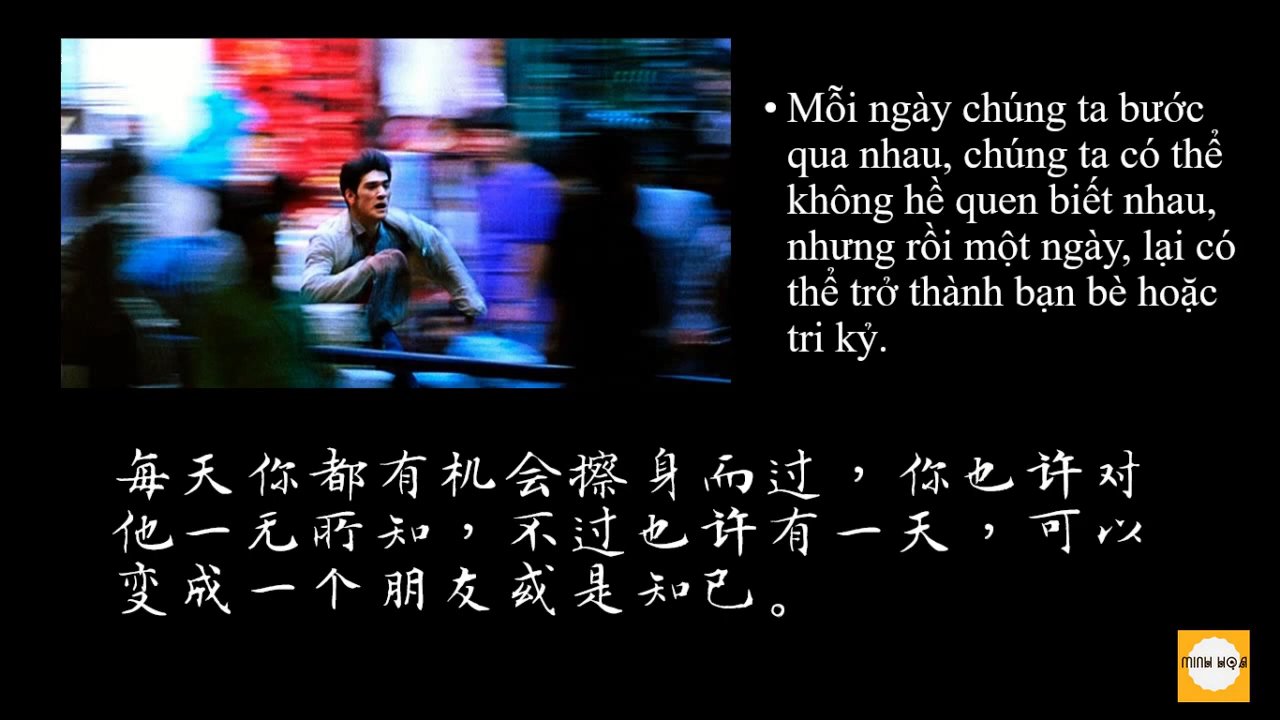 • Mỗi ngày chúng ta bước
qua nhau, chúng ta có thể
không hề quen biết nhau,
nhưng rồi một ngày, lại có
thể trở thành bạn bè hoặc
tri kỷ.
每天你都有机会擦身而过，你也许对
他一无所知，不过也许有一天，可以
变成一个朋友或是知己。
MINH HỌA